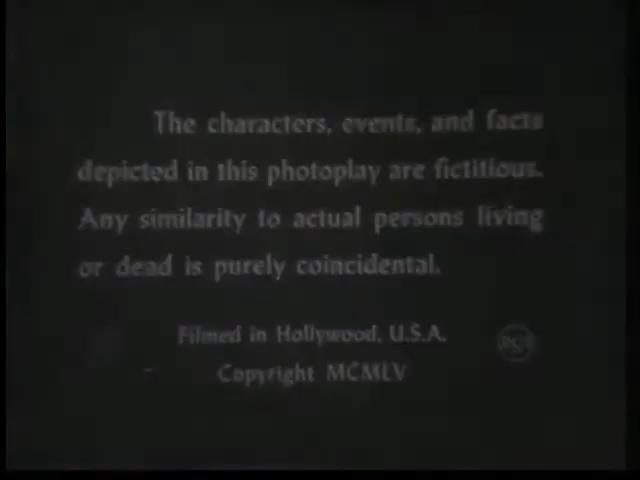 The characters, events, and facts
depicted in this photoplay are fictitious.
Any similarity to actual persons living
or dead is purely coincidental.
Filmed in Hollywood, U.S.A.
RCA
Copyright MCMLV